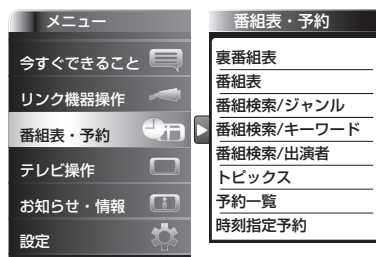 メニュー
今すぐできること
リンク機器操作
番組表・予約
テレビ操作
お知らせ・情報
設定
番組表・予約
裏番組表
番組表
番組検索/ジャンル
番組検索/キーワード
番組検索/出演者
トピックス
予約一覧
時刻指定予約